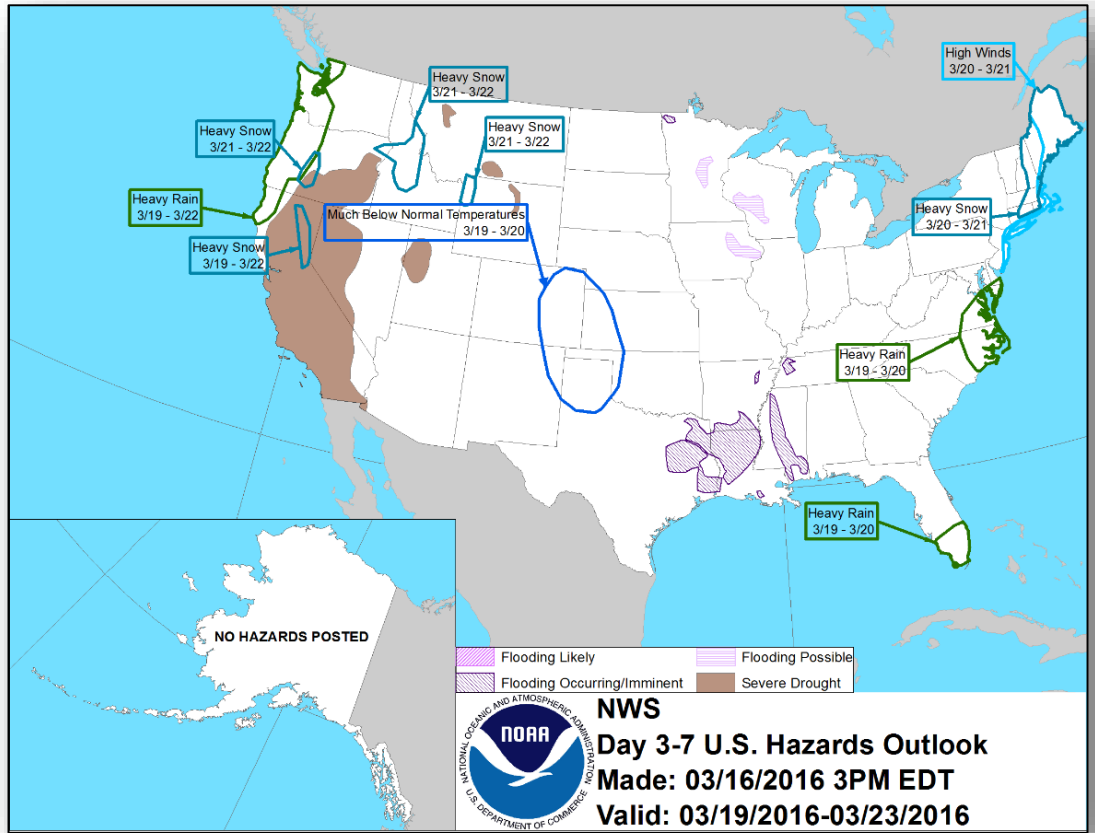 High Winds
3/20 - 3/21
Heavy Snow
3/21 - 3/22
Heavy Snow
3/21 - 3/22
Heavy Snow
3/21 - 3/22
Heavy Rain
3/19 - 3/22
Much Below Normal Temperatures
3/19 - 3/20
Heavy Snow
3/20 - 3/21
Heavy Snow
3/19 - 3/22
Heavy Rain
3/19 - 3/20
Heavy Rain
3/19 - 3/20
NO HAZARDS POSTED
Flooding Likely
Flooding Possible
Flooding Occurring/Imminent
Severe Drought
NATIONAL OCEANIC AND ATMOSPHERIC ADMINISTRATION
NOAA
U.S. DEPARTMENT OF COMMERCE
NWS
Day 3-7 U.S. Hazards Outlook
Made: 03/16/2016 3PM EDT
Valid: 03/19/2016-03/23/2016